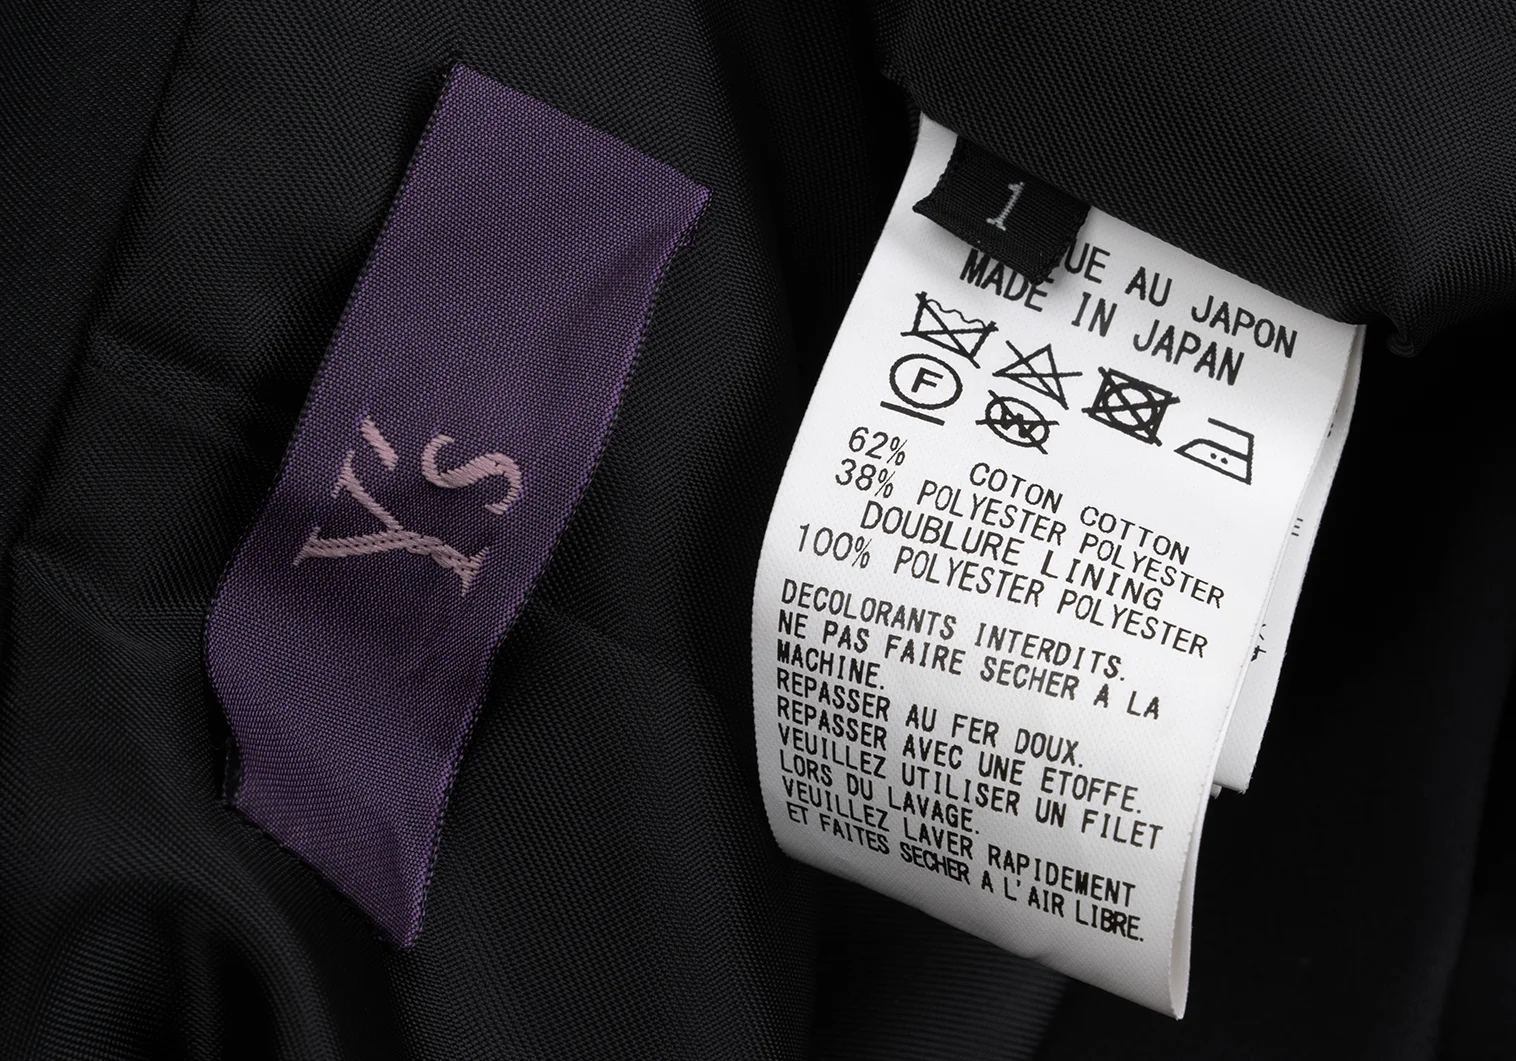 Y's
1
UE AU JAPON
MADE IN JAPAN
F
W
62% COTON COTTON
38% POLYESTER POLYESTER
DOUBLURE LINING
100% POLYESTER POLYESTER
DECOLORANTS INTERDITS.
NE PAS FAIRE SECHER A LA
MACHINE.
REPASSER AU FER DOUX.
REPASSER AVEC UNE ETOFFE.
VEUILLEZ UTILISER UN FILET
LORS DU LAVAGE.
VEUILLEZ LAVER RAPIDEMENT
ET FAITES SECHER A L'AIR LIBRE.